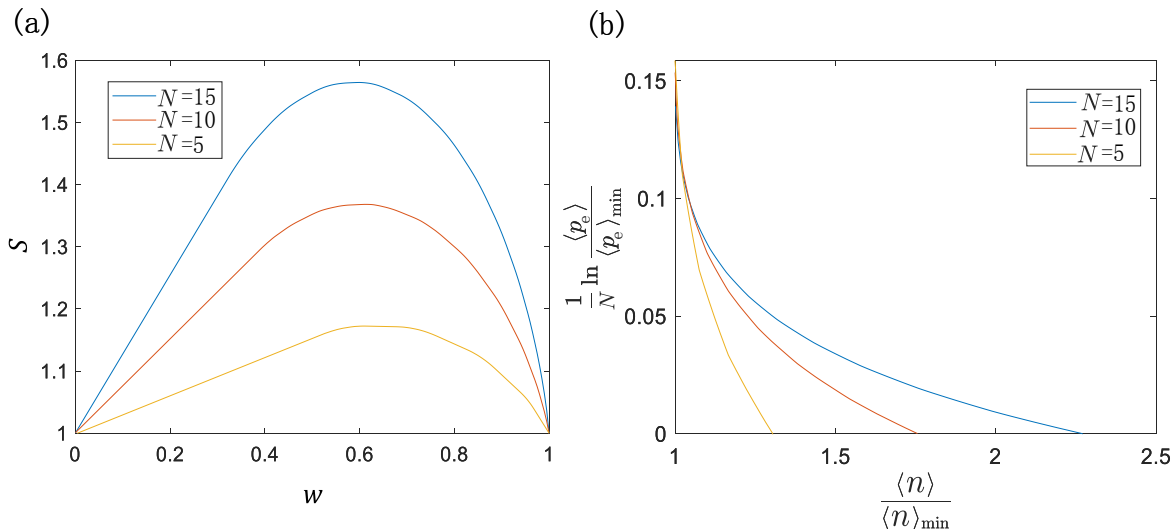 (a)
1.6
1.5
1.4
1.3
1.2
1.1
1
S
N=15
N=10
N=5
0
0.2
0.4
0.6
0.8
1
w
(b)
0.15
0.1
0.05
0
1/N ln ⟨p_e⟩/⟨p_e⟩_min
N=15
N=10
N=5
1
1.5
2
2.5
⟨n⟩/⟨n⟩_min